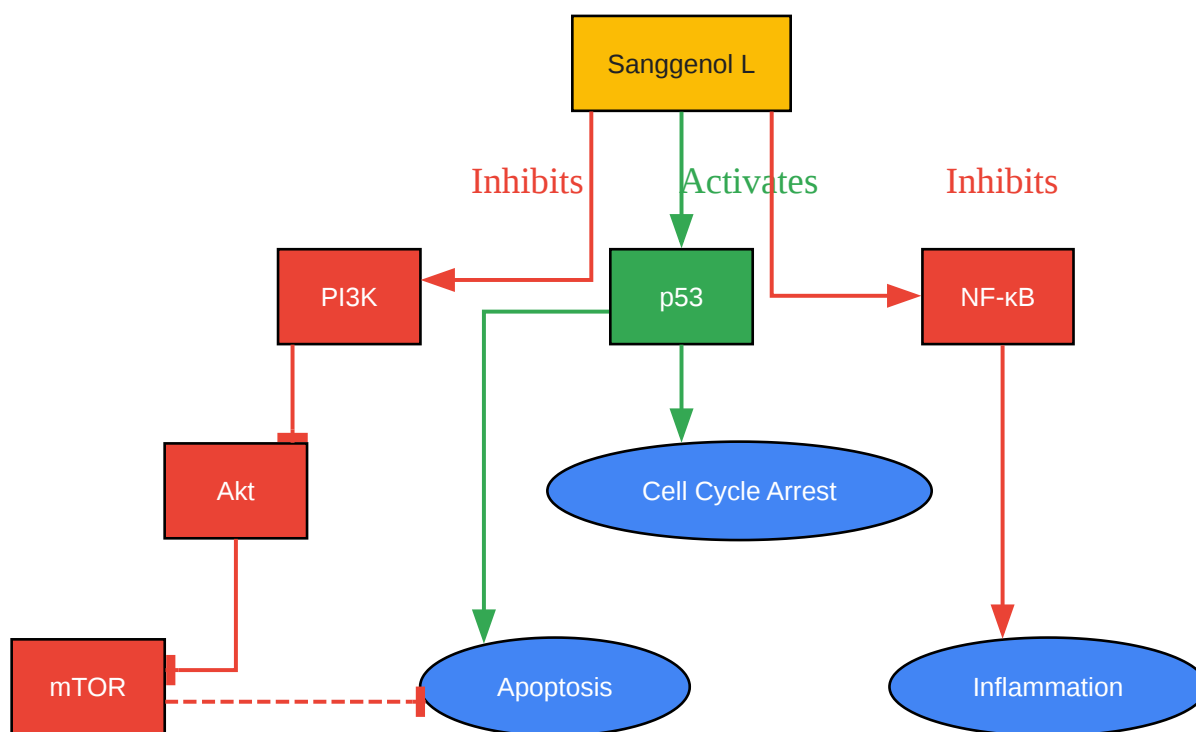 Sanggenol L
Inhibits
Activates
Inhibits
PI3K
p53
NF-κB
Akt
Cell Cycle Arrest
mTOR
Apoptosis
Inflammation